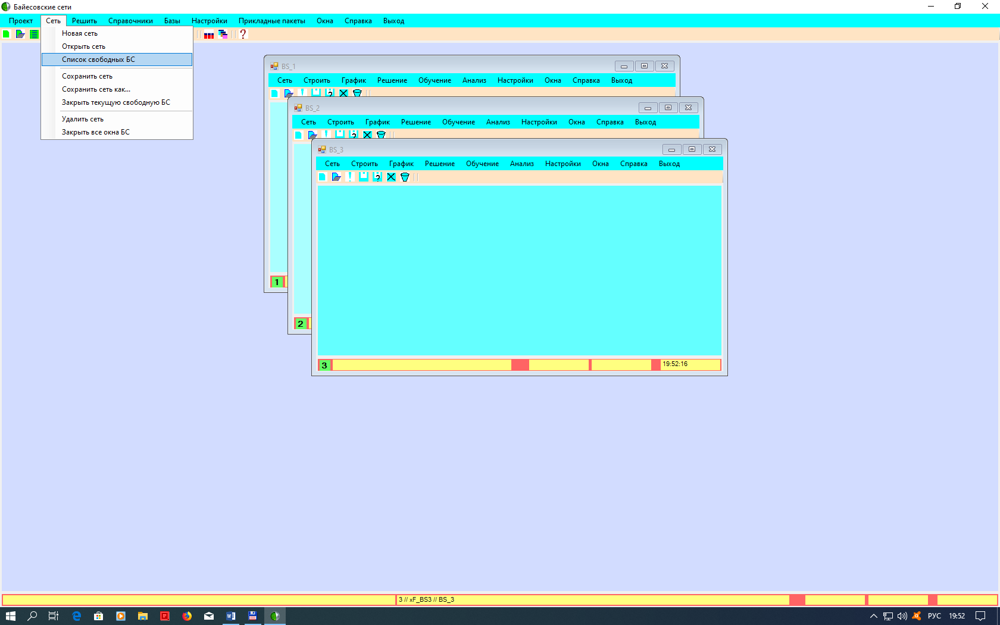 Байесовские сети
Проект Сеть Решить Справочники Базы Настройки Прикладные пакеты Окна Справка Выход
Новая сеть
Открыть сеть
Список свободных БС
Сохранить сеть
Сохранить сеть как...
Закрыть текущую свободную БС
Удалить сеть
Закрыть все окна БС
BS_1
Сеть Строить График Решение Обучение Анализ Настройки Окна Справка Выход
BS_2
Сеть Строить График Решение Обучение Анализ Настройки Окна Справка Выход
BS_3
Сеть Строить График Решение Обучение Анализ Настройки Окна Справка Выход
1
2
3 19:52:16
3 // xF_BS3 // BS_3
РУС 19:52